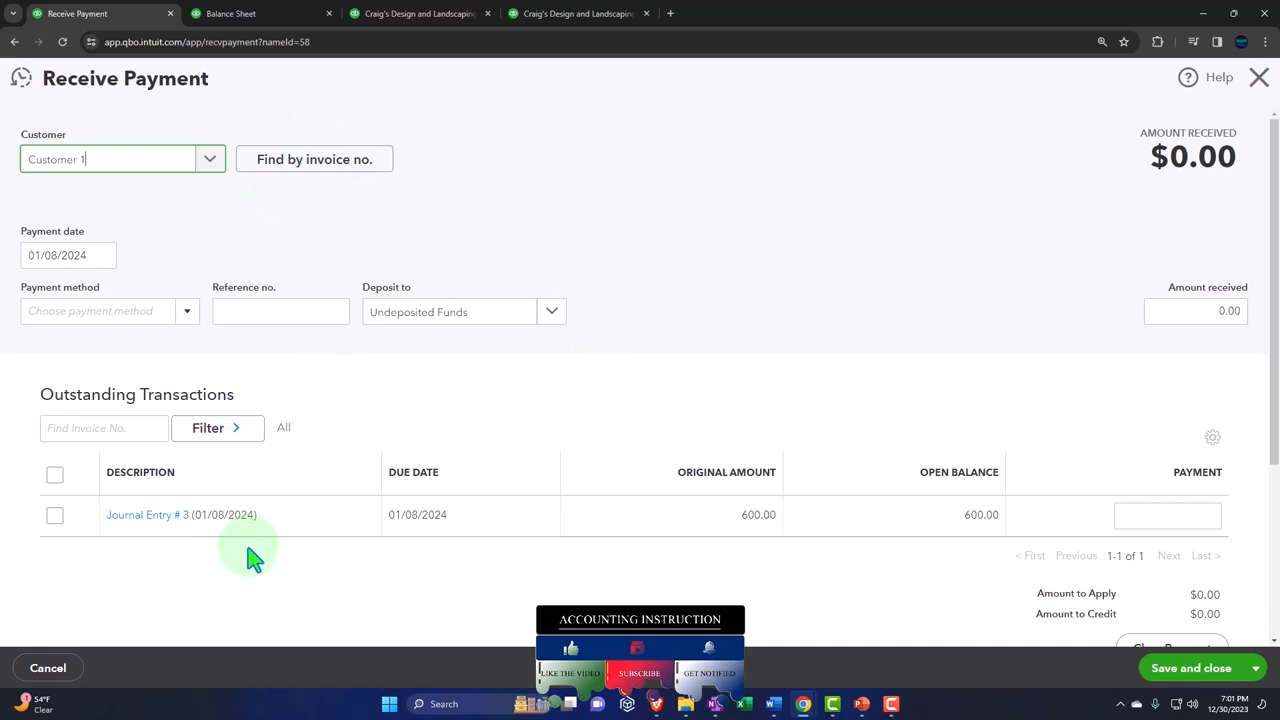 Receive Payment
Balance Sheet
Craig's Design and Landscaping
Craig's Design and Landscaping
app.qbo.intuit.com/app/recvpayment?nameId=58
Receive Payment
Help
Customer
AMOUNT RECEIVED
Customer 1
Find by invoice no.
$0.00
Payment date
01/08/2024
Payment method
Reference no.
Deposit to
Amount received
Choose payment method
Undeposited Funds
0.00
Outstanding Transactions
Find Invoice No.
Filter >
All
DESCRIPTION
DUE DATE
ORIGINAL AMOUNT
OPEN BALANCE
PAYMENT
Journal Entry # 3 (01/08/2024)
01/08/2024
600.00
600.00
< First
Previous
1-1 of 1
Next
Last >
Amount to Apply
$0.00
Amount to Credit
$0.00
ACCOUNTING INSTRUCTION
LIKE THE VIDEO
SUBSCRIBE
GET NOTIFIED
Cancel
Save and close
54°F
Clear
Search
7:01 PM
12/30/2023